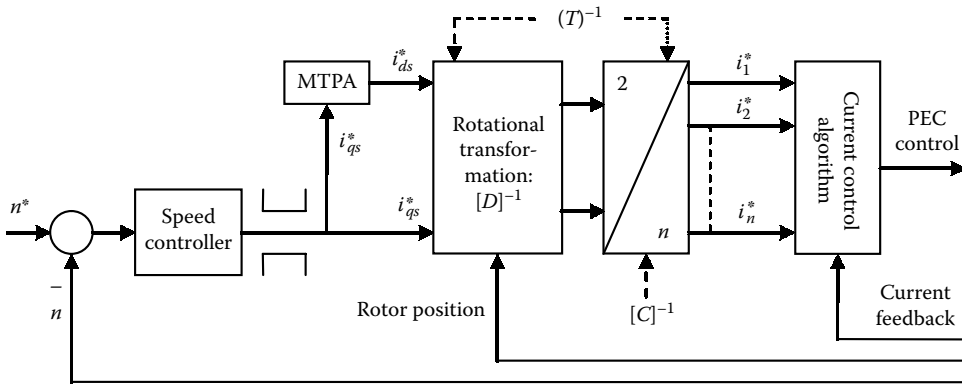 (T)⁻¹
MTPA
i*ds
i*qs
i*qs
n*
Speed
controller
Rotational
transfor-
mation:
[D]⁻¹
2
n
i*1
i*2
i*n
Current control
algorithm
PEC
control
–
n
Rotor position
[C]⁻¹
Current
feedback